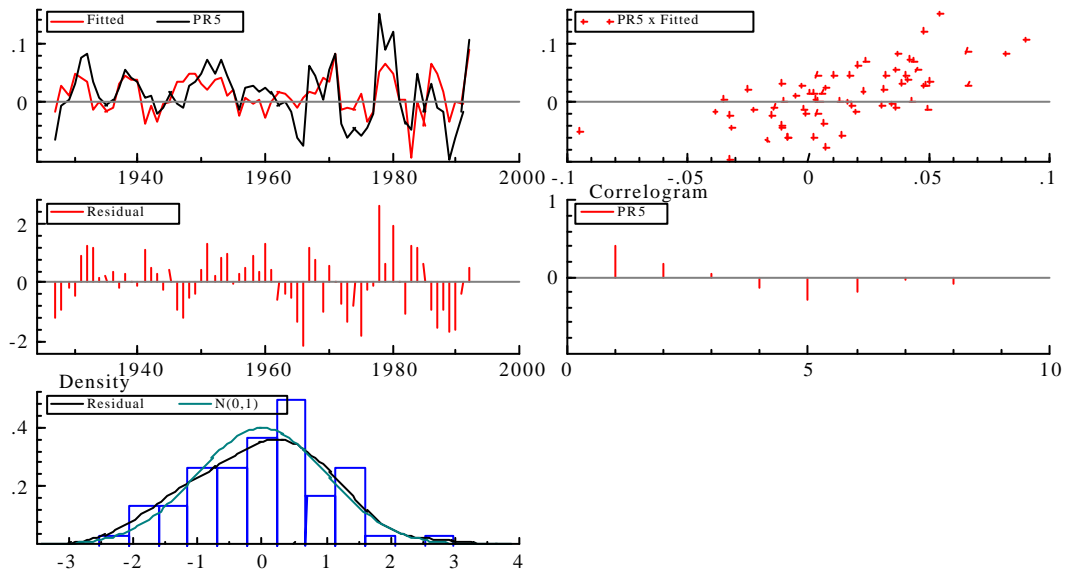 Fitted PR5
.1
0
1940 1960 1980 2000
PR5 x Fitted
.1
0
-.1 -.05 0 .05 .1
Residual
2
0
-2
1940 1960 1980 2000
Correlogram
PR5
1
0
0 5 10
Density
Residual N(0,1)
.4
.2
-3 -2 -1 0 1 2 3 4